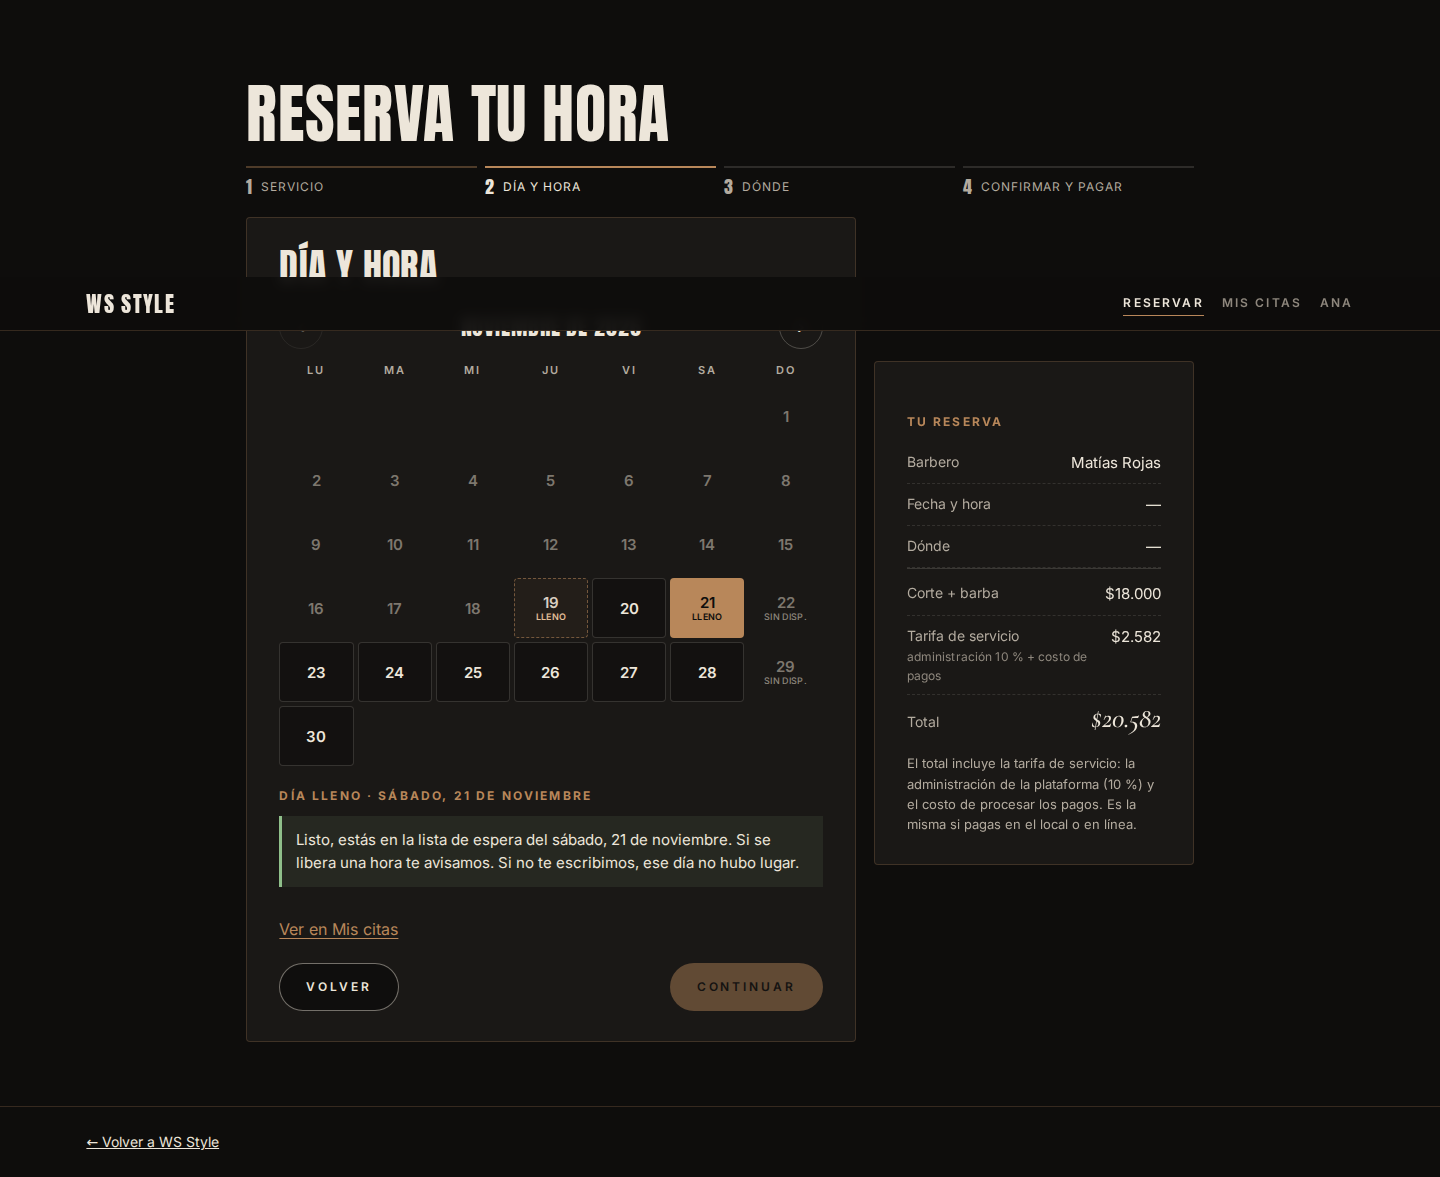 RESERVA TU HORA
1 SERVICIO
2 DÍA Y HORA
3 DÓNDE
4 CONFIRMAR Y PAGAR
DÍA Y HORA
WS STYLE
RESERVAR MIS CITAS ANA
LU MA MI JU VI SA DO
1
2 3 4 5 6 7 8
9 10 11 12 13 14 15
16 17 18 19 20 21 22
LLENO LLENO SIN DISP.
23 24 25 26 27 28 29
SIN DISP.
30
DÍA LLENO · SÁBADO, 21 DE NOVIEMBRE
Listo, estás en la lista de espera del sábado, 21 de noviembre. Si se
libera una hora te avisamos. Si no te escribimos, ese día no hubo lugar.
Ver en Mis citas
VOLVER
CONTINUAR
TU RESERVA
Barbero Matías Rojas
Fecha y hora —
Dónde —
Corte + barba $18.000
Tarifa de servicio $2.582
administración 10 % + costo de
pagos
Total $20.582
El total incluye la tarifa de servicio: la
administración de la plataforma (10 %) y
el costo de procesar los pagos. Es la
misma si pagas en el local o en línea.
← Volver a WS Style